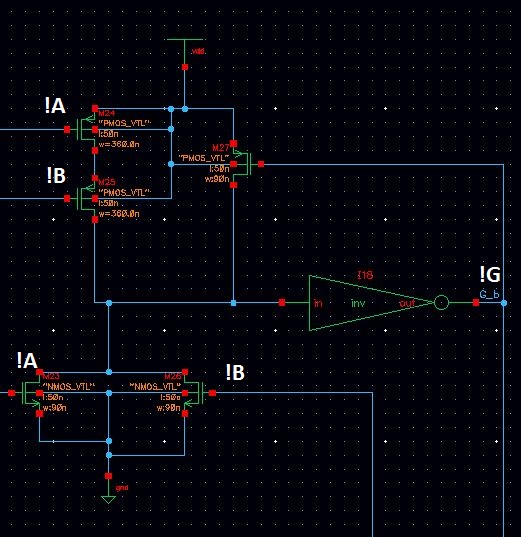 vdd
!A
M24
"PMOS_VTL"
l:50n
w=360.0n
M27
"PMOS_VTL"
l:50n
w:90n
!B
M25
"PMOS_VTL"
l:50n
w=360.0n
I16
in
inv
out
!G
G_b
!A
M23
"NMOS_VTL"
l:50n
w:90n
M26
"NMOS_VTL"
l:50n
w:90n
!B
gnd